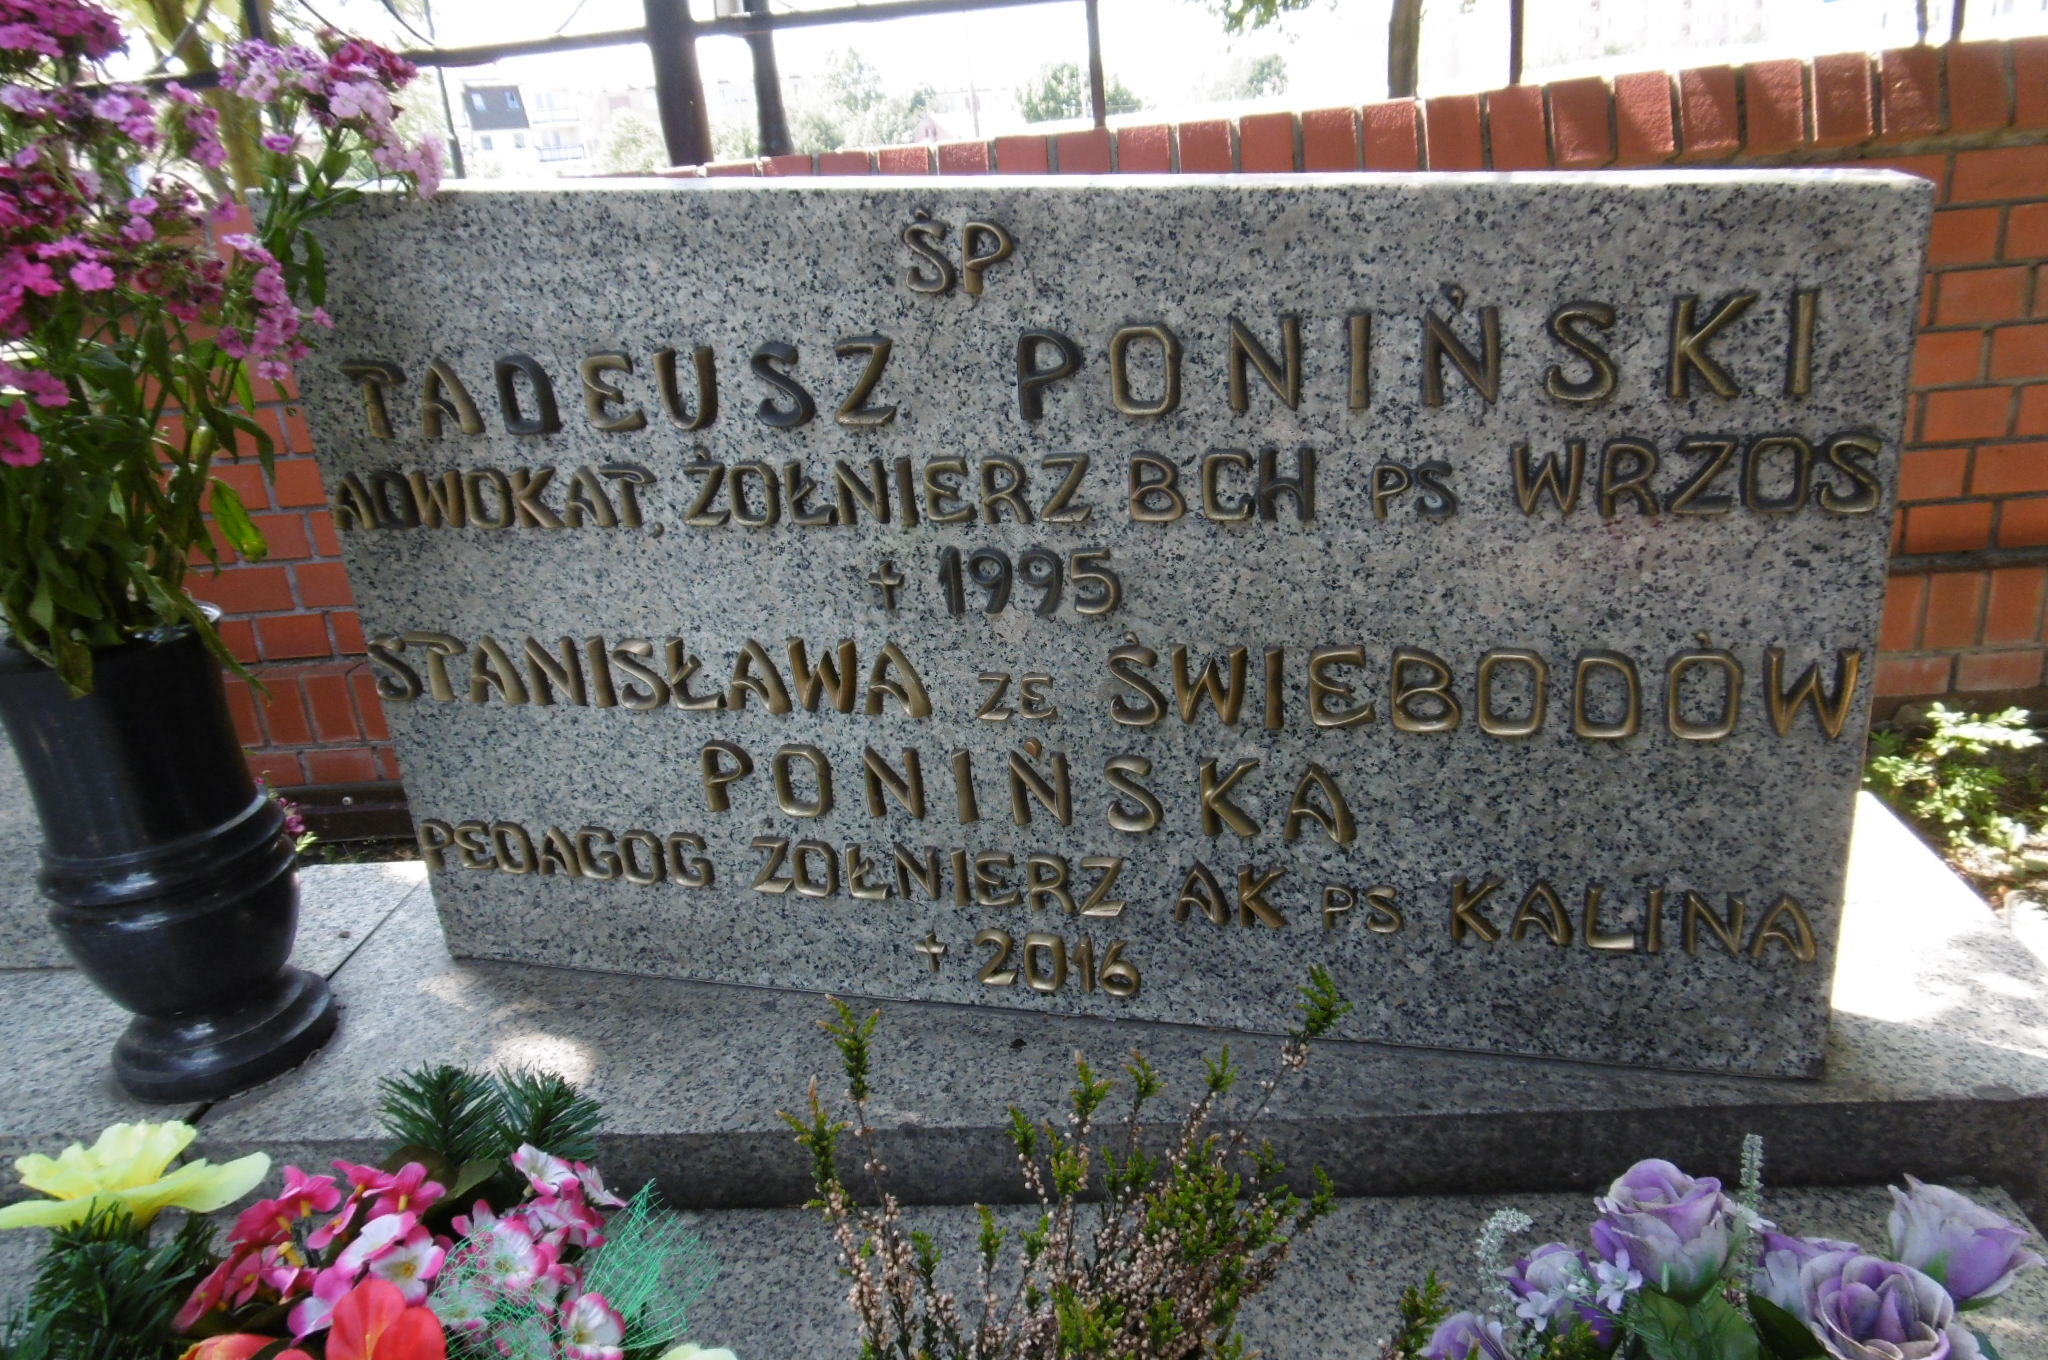 ŚP
TADEUSZ PONIŃSKI
ADWOKAT, ŻOŁNIERZ BCH PS WRZOS
† 1995
STANISŁAWA ZE ŚWIEBODÓW
PONIŃSKA
PEDAGOG ŻOŁNIERZ AK PS KALINA
† 2016